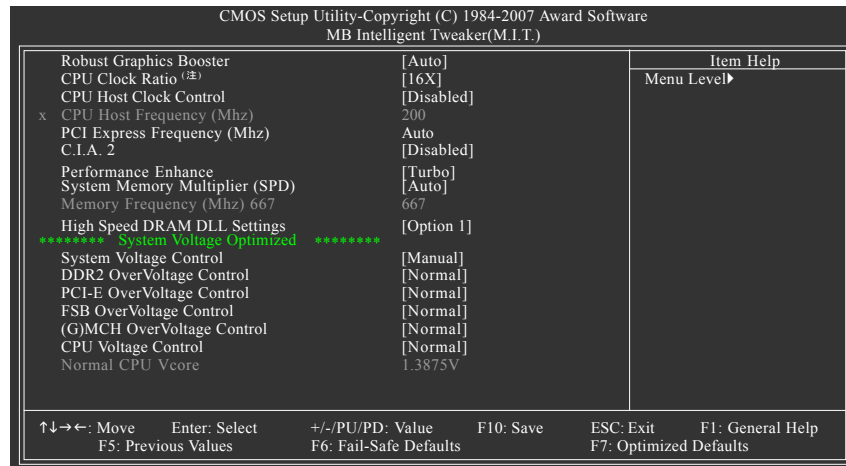 CMOS Setup Utility-Copyright (C) 1984-2007 Award Software
MB Intelligent Tweaker(M.I.T.)
Robust Graphics Booster [Auto]
CPU Clock Ratio (注) [16X]
CPU Host Clock Control [Disabled]
x CPU Host Frequency (Mhz) 200
PCI Express Frequency (Mhz) Auto
C.I.A. 2 [Disabled]
Performance Enhance [Turbo]
System Memory Multiplier (SPD) [Auto]
Memory Frequency (Mhz) 667 667
High Speed DRAM DLL Settings [Option 1]
******** System Voltage Optimized ********
System Voltage Control [Manual]
DDR2 OverVoltage Control [Normal]
PCI-E OverVoltage Control [Normal]
FSB OverVoltage Control [Normal]
(G)MCH OverVoltage Control [Normal]
CPU Voltage Control [Normal]
Normal CPU Vcore 1.3875V
Item Help
Menu Level▶
↑↓→←: Move Enter: Select +/-/PU/PD: Value F10: Save ESC: Exit F1: General Help
F5: Previous Values F6: Fail-Safe Defaults F7: Optimized Defaults